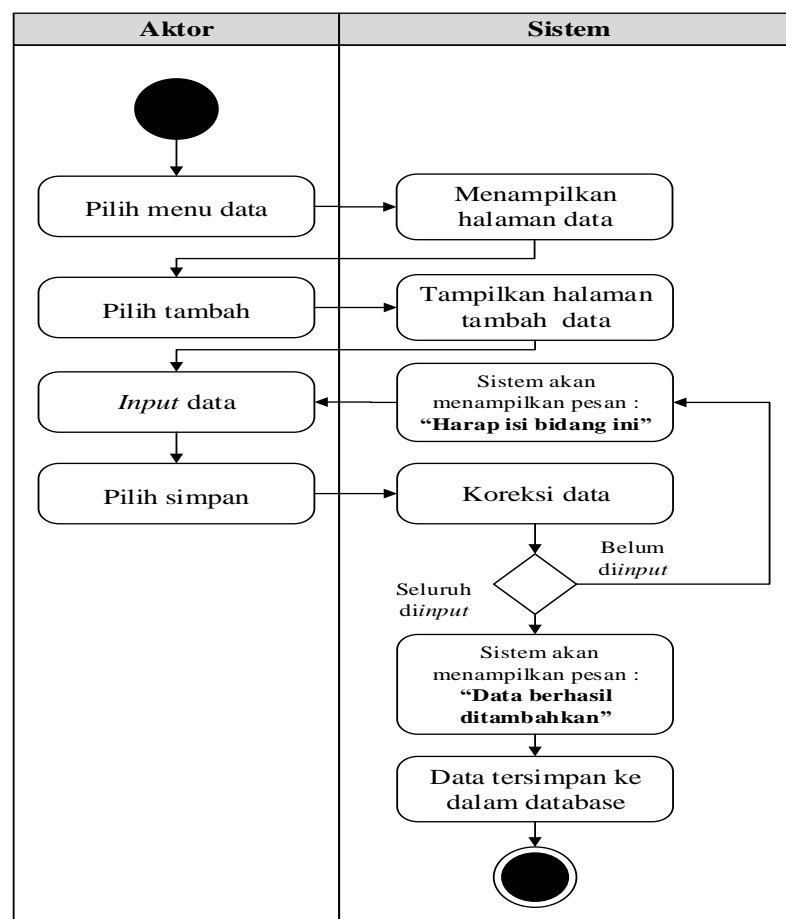 Aktor
Sistem
Pilih menu data
Menampilkan
halaman data
Pilih tambah
Tampilkan halaman
tambah data
Input data
Sistem akan
menampilkan pesan :
“Harap isi bidang ini”
Pilih simpan
Koreksi data
Belum
diinput
Seluruh
diinput
Sistem akan
menampilkan pesan :
“Data berhasil
ditambahkan”
Data tersimpan ke
dalam database